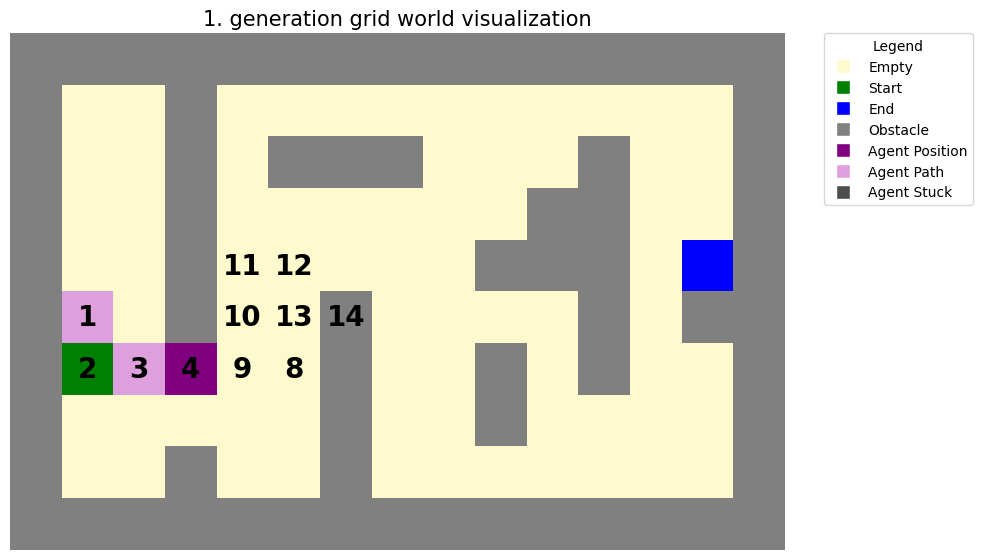 1. generation grid world visualization
Legend
Empty
Start
End
Obstacle
Agent Position
Agent Path
Agent Stuck
11 12
1 10 13 14
2 3 4 9 8